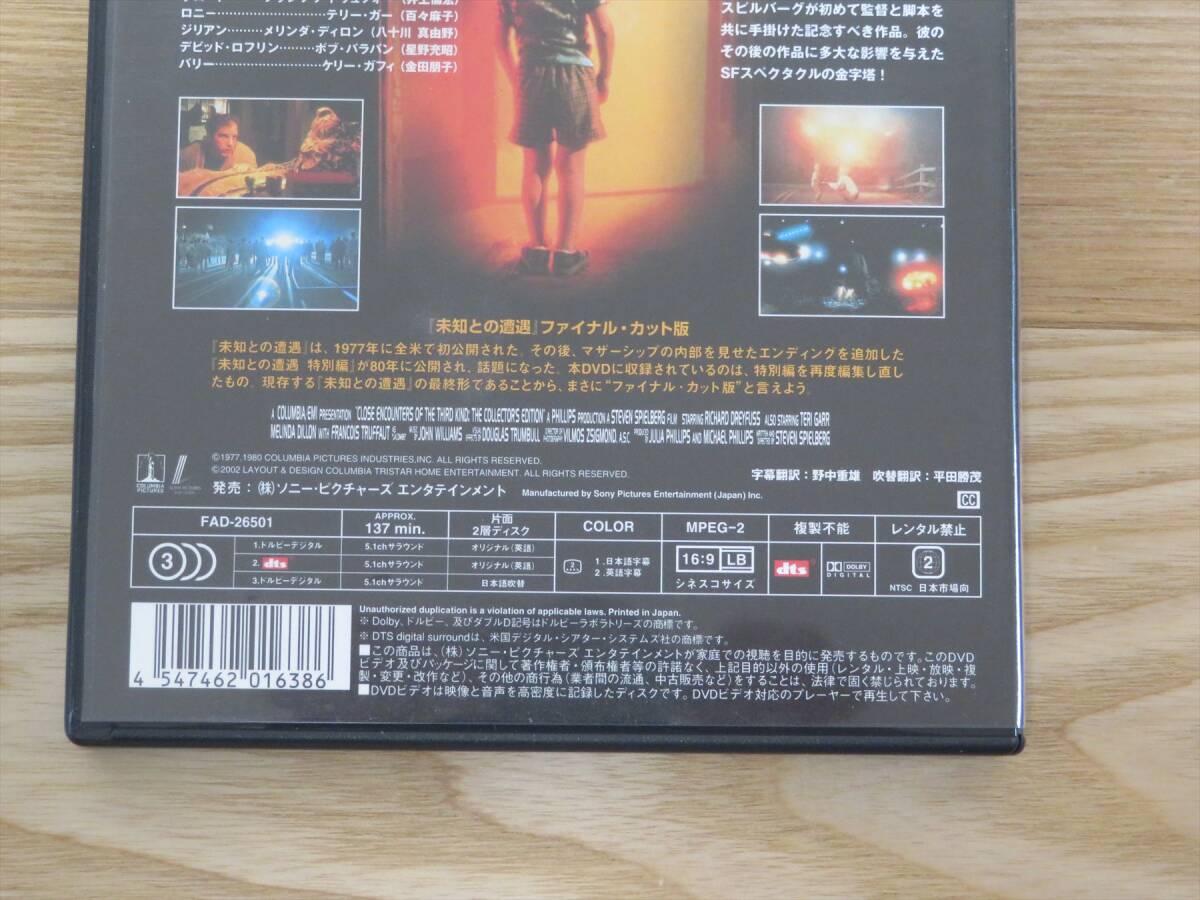 ロニー……………………………テリー・ガー (百々麻子)
ジリアン………メリンダ・ディロン (八十川 真由野)
デビッド・ロフリン………ボブ・バラバン (星野充昭)
バリー…………………………ケリー・ガフィ (金田朋子)
スピルバーグが初めて監督と脚本を
共に手掛けた記念すべき作品。彼の
その後の作品に多大な影響を与えた
SFスペクタクルの金字塔！
『未知との遭遇』ファイナル・カット版
『未知との遭遇』は、1977年に全米で初公開された。その後、マザーシップの内部を見せたエンディングを追加した
『未知との遭遇 特別編』が80年に公開され、話題になった。本DVDに収録されているのは、特別編を再度編集し直し
たもの。現存する『未知との遭遇』の最終形であることから、まさに“ファイナル・カット版”と言えよう。
A COLUMBIA/EMI PRESENTATION "CLOSE ENCOUNTERS OF THE THIRD KIND: THE COLLECTOR'S EDITION" A PHILLIPS PRODUCTION A STEVEN SPIELBERG FILM STARRING RICHARD DREYFUSS ALSO STARRING TERI GARR
MELINDA DILLON WITH FRANCOIS TRUFFAUT AS "LACOMBE" MUSIC BY JOHN WILLIAMS VISUAL EFFECTS BY DOUGLAS TRUMBULL DIRECTOR OF PHOTOGRAPHY VILMOS ZSIGMOND, A.S.C. PRODUCED BY JULIA PHILLIPS AND MICHAEL PHILLIPS WRITTEN AND DIRECTED BY STEVEN SPIELBERG
©1977,1980 COLUMBIA PICTURES INDUSTRIES,INC. ALL RIGHTS RESERVED.
©2002 LAYOUT & DESIGN COLUMBIA TRISTAR HOME ENTERTAINMENT. ALL RIGHTS RESERVED.
字幕翻訳：野中重雄 吹替翻訳：平田勝茂
COLUMBIA PICTURES
発売：(株)ソニー・ピクチャーズ エンタテインメント Manufactured by Sony Pictures Entertainment (Japan) Inc.
CC
FAD-26501 APPROX. 137 min. 片面 2層ディスク COLOR MPEG-2 複製不能 レンタル禁止
3
1.ドルビーデジタル 5.1chサラウンド オリジナル(英語)
2. dts 5.1chサラウンド オリジナル(英語)
3.ドルビーデジタル 5.1chサラウンド 日本語吹替
2
1.日本語字幕
2.英語字幕
16:9 LB
シネスコサイズ
dts
DOLBY DIGITAL
2
NTSC 日本市場向
4 547462 016386
Unauthorized duplication is a violation of applicable laws. Printed in Japan.
※ Dolby、ドルビー、及びダブルD記号はドルビーラボラトリーズの商標です。
※ DTS digital surroundは、米国デジタル・シアター・システムズ社の商標です。
■この商品は、(株)ソニー・ピクチャーズ エンタテインメントが家庭での視聴を目的に発売するものです。このDVD
ビデオ及びパッケージに関して著作権者・頒布権者等の許諾なく、上記目的以外の使用(レンタル・上映・放映・複
製・変更・改作など)、その他の商行為(業者間の流通、中古販売など)をすることは、法律で固く禁じられております。
■DVDビデオは映像と音声を高密度に記録したディスクです。DVDビデオ対応のプレーヤーで再生して下さい。